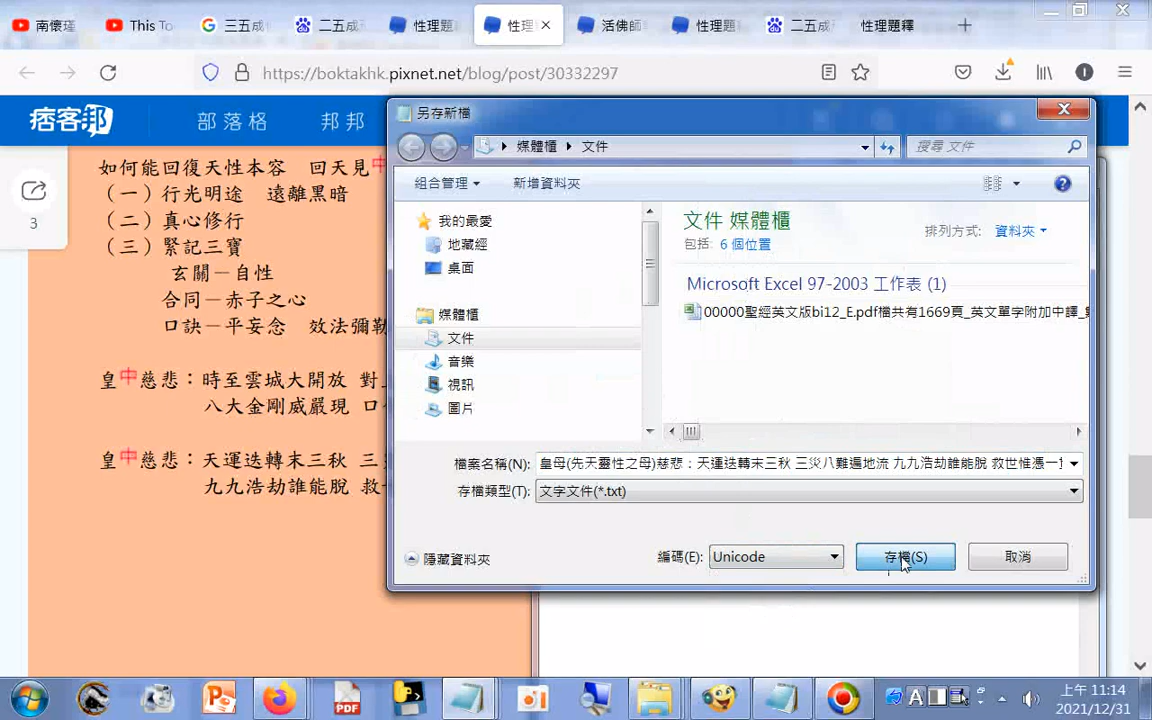 南懷瑾
This To
三五成
二五成
性理題
性理
活佛師
性理題
二五成
性理題釋
https://boktakhk.pixnet.net/blog/post/30332297
痞客邦
部落格
邦邦
3
如何能回復天性本容 回天見中
（一）行光明途 遠離黑暗
（二）真心修行
（三）緊記三寶
玄關－自性
合同－赤子之心
口訣－平妄念 效法彌勒
皇中慈悲：時至雲城大開放 對
八大金剛威嚴現 口
皇中慈悲：天運迭轉末三秋 三
九九浩劫誰能脫 救
另存新檔
媒體櫃
文件
搜尋 文件
組合管理
新增資料夾
我的最愛
地藏經
桌面
媒體櫃
文件
音樂
視訊
圖片
文件 媒體櫃
包括: 6 個位置
排列方式: 資料夾
Microsoft Excel 97-2003 工作表 (1)
00000聖經英文版bi12_E.pdf檔共有1669頁_英文單字附加中譯_
檔案名稱(N): 皇母(先天靈性之母)慈悲：天運迭轉末三秋 三災八難遍地流 九九浩劫誰能脫 救世惟憑一
存檔類型(T): 文字文件(*.txt)
隱藏資料夾
編碼(E): Unicode
存檔(S)
取消
PDF
A
上午 11:14
2021/12/31